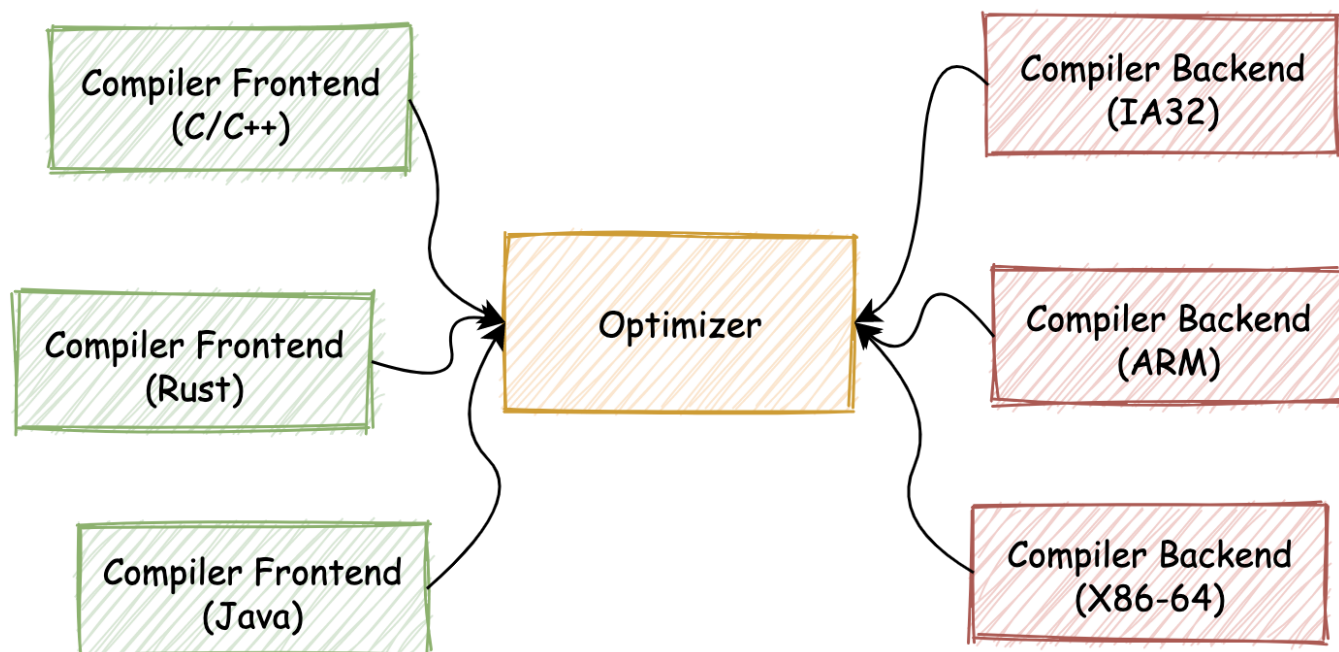 Compiler Frontend
(C/C++)
Compiler Frontend
(Rust)
Compiler Frontend
(Java)
Optimizer
Compiler Backend
(IA32)
Compiler Backend
(ARM)
Compiler Backend
(X86-64)